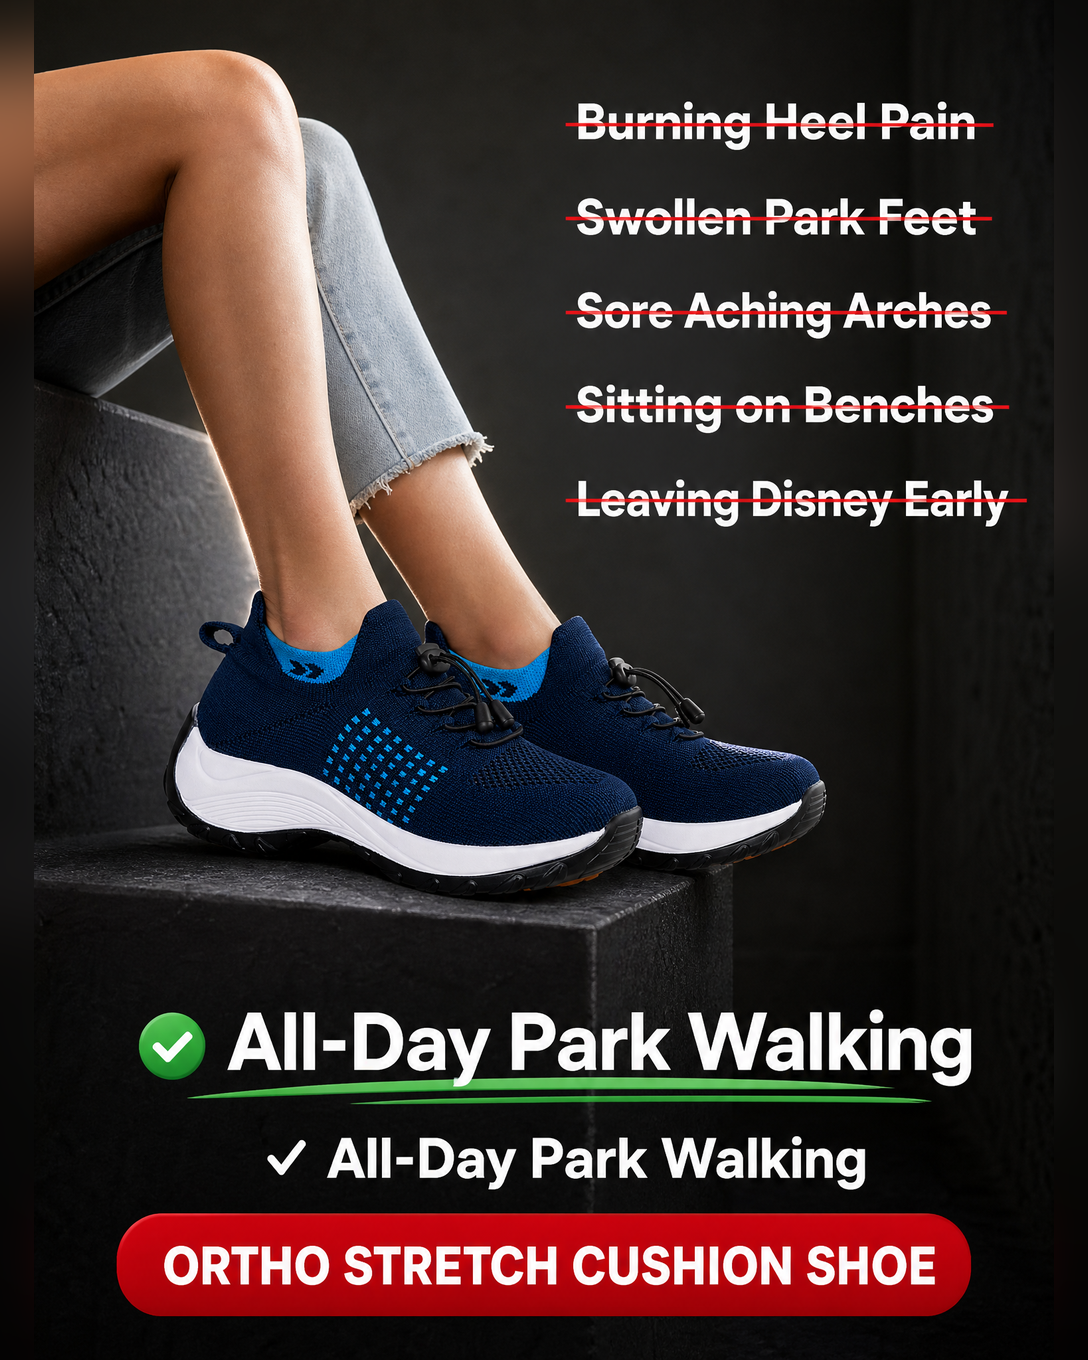 Burning Heel Pain
Swollen Park Feet
Sore Aching Arches
Sitting on Benches
Leaving Disney Early
All-Day Park Walking
All-Day Park Walking
ORTHO STRETCH CUSHION SHOE